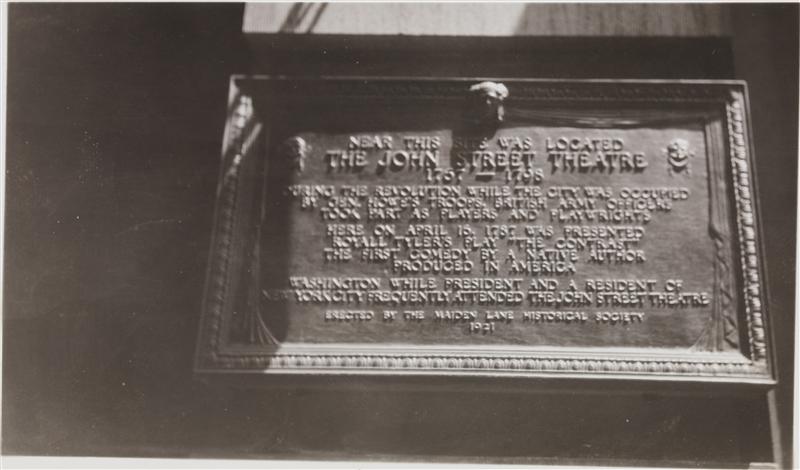 NEAR THIS SITE WAS LOCATED
THE JOHN STREET THEATRE
1767 — 1798
DURING THE REVOLUTION WHILE THE CITY WAS OCCUPIED
BY GEN. HOWE'S TROOPS, BRITISH ARMY OFFICERS
TOOK PART AS PLAYERS AND PLAYWRIGHTS
HERE ON APRIL 16, 1787 WAS PRESENTED
ROYALL TYLER'S PLAY "THE CONTRAST"
THE FIRST COMEDY BY A NATIVE AUTHOR
PRODUCED IN AMERICA
WASHINGTON WHILE PRESIDENT AND A RESIDENT OF
NEW YORK CITY FREQUENTLY ATTENDED THE JOHN STREET THEATRE
ERECTED BY THE MAIDEN LANE HISTORICAL SOCIETY